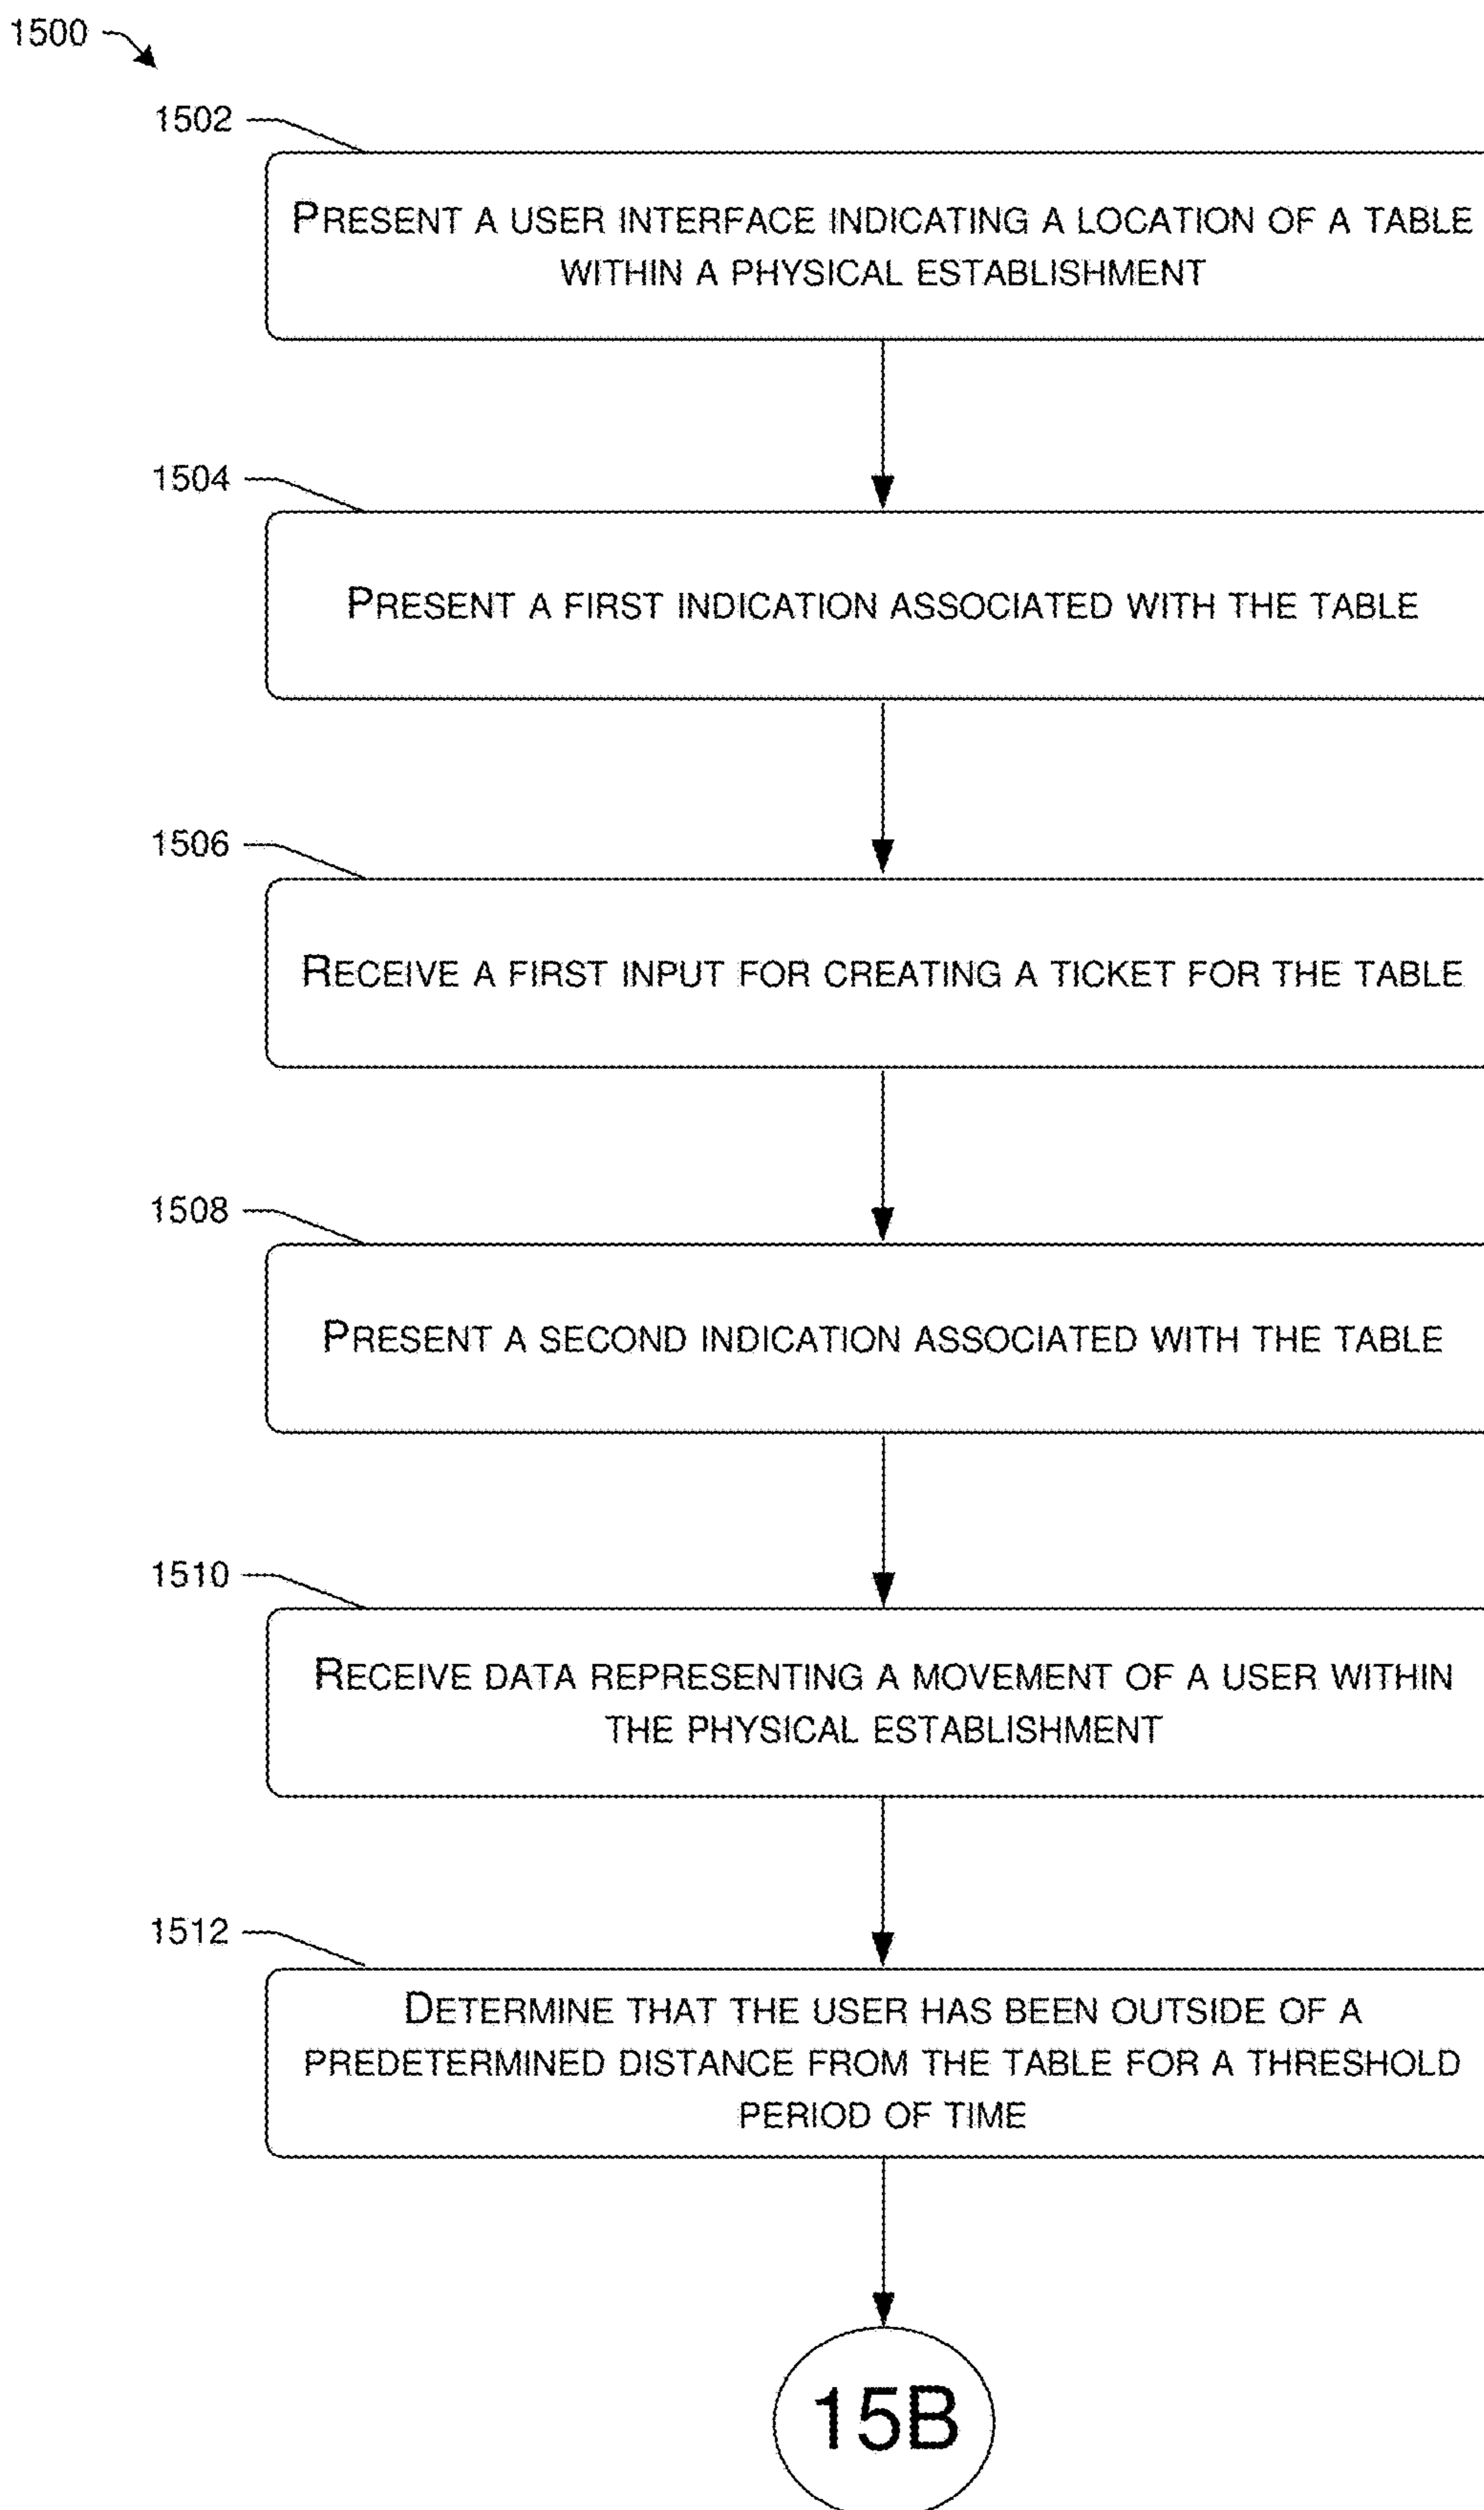 1500
1502
PRESENT A USER INTERFACE INDICATING A LOCATION OF A TABLE
WITHIN A PHYSICAL ESTABLISHMENT
1504
PRESENT A FIRST INDICATION ASSOCIATED WITH THE TABLE
1506
RECEIVE A FIRST INPUT FOR CREATING A TICKET FOR THE TABLE
1508
PRESENT A SECOND INDICATION ASSOCIATED WITH THE TABLE
1510
RECEIVE DATA REPRESENTING A MOVEMENT OF A USER WITHIN
THE PHYSICAL ESTABLISHMENT
1512
DETERMINE THAT THE USER HAS BEEN OUTSIDE OF A
PREDETERMINED DISTANCE FROM THE TABLE FOR A THRESHOLD
PERIOD OF TIME
15B